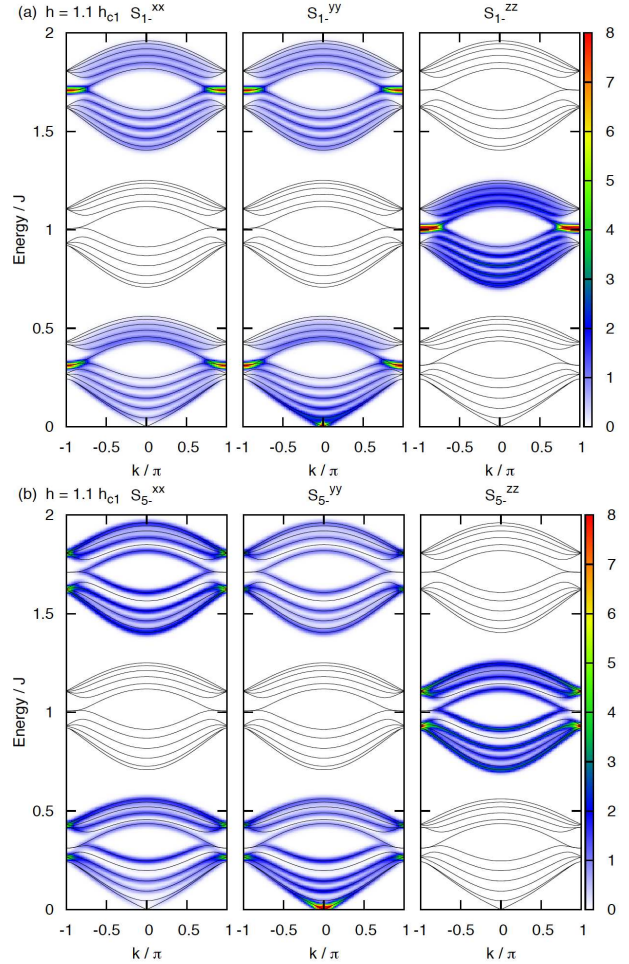 (a) h = 1.1 h_c1 S_1-^xx S_1-^yy S_1-^zz
2
1.5
1
0.5
0
Energy / J
-1 -0.5 0 0.5 1
-1 -0.5 0 0.5 1
-1 -0.5 0 0.5 1
k / π k / π k / π
8
7
6
5
4
3
2
1
0
(b) h = 1.1 h_c1 S_5-^xx S_5-^yy S_5-^zz
2
1.5
1
0.5
0
Energy / J
-1 -0.5 0 0.5 1
-1 -0.5 0 0.5 1
-1 -0.5 0 0.5 1
k / π k / π k / π
8
7
6
5
4
3
2
1
0